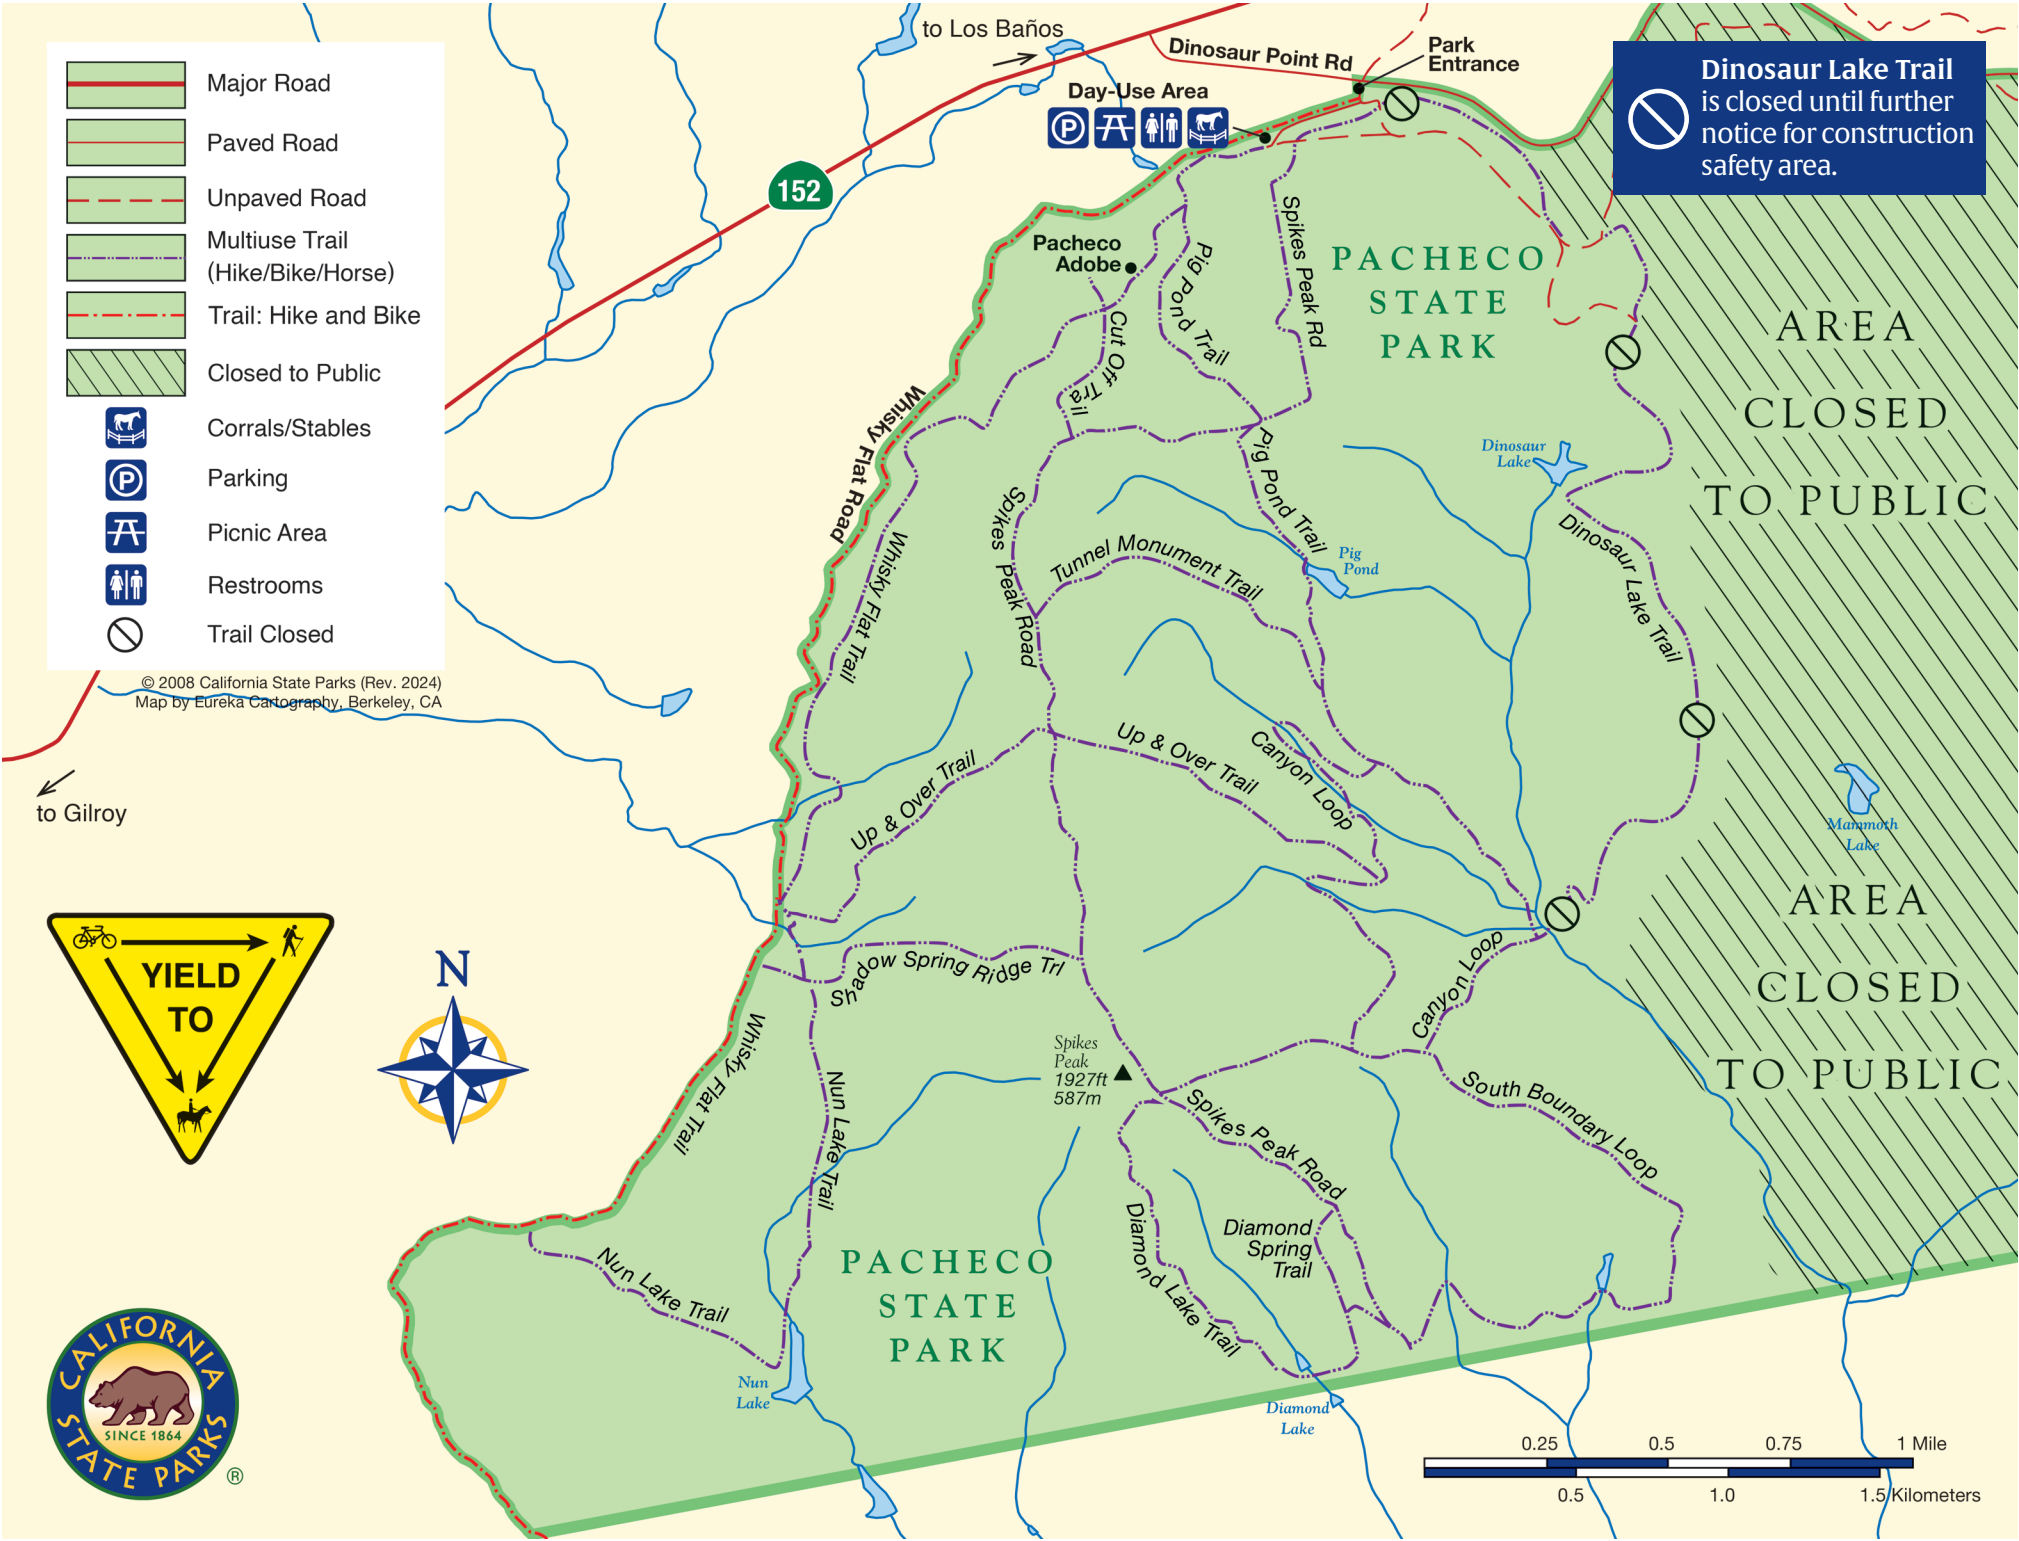 Major Road
Paved Road
Unpaved Road
Multiuse Trail
(Hike/Bike/Horse)
Trail: Hike and Bike
Closed to Public
Corrals/Stables
P
Parking
Picnic Area
Restrooms
Trail Closed
© 2008 California State Parks (Rev. 2024)
Map by Eureka Cartography, Berkeley, CA
to Gilroy
to Los Baños
152
Dinosaur Point Rd
Park
Entrance
Day-Use Area
P
Dinosaur Lake Trail
is closed until further
notice for construction
safety area.
Pacheco
Adobe
Pig Pond Trail
Spikes Peak Rd
Cut Off Trail
PACHECO
STATE
PARK
AREA
CLOSED
TO PUBLIC
Whisky Flat Road
Whisky Flat Trail
Spikes Peak Road
Tunnel Monument Trail
Pig Pond Trail
Pig
Pond
Dinosaur
Lake
Dinosaur Lake Trail
Mammoth
Lake
Up & Over Trail
Up & Over Trail
Canyon Loop
AREA
CLOSED
TO PUBLIC
Shadow Spring Ridge Trl
Canyon Loop
Whisky Flat Trail
Nun Lake Trail
Spikes
Peak
1927ft
587m
Spikes Peak Road
South Boundary Loop
Diamond
Spring
Trail
Diamond Lake Trail
Nun Lake Trail
PACHECO
STATE
PARK
Nun
Lake
Diamond
Lake
YIELD
TO
N
CALIFORNIA
SINCE 1864
STATE PARKS
®
0.25 0.5 0.75 1 Mile
0.5 1.0 1.5 Kilometers